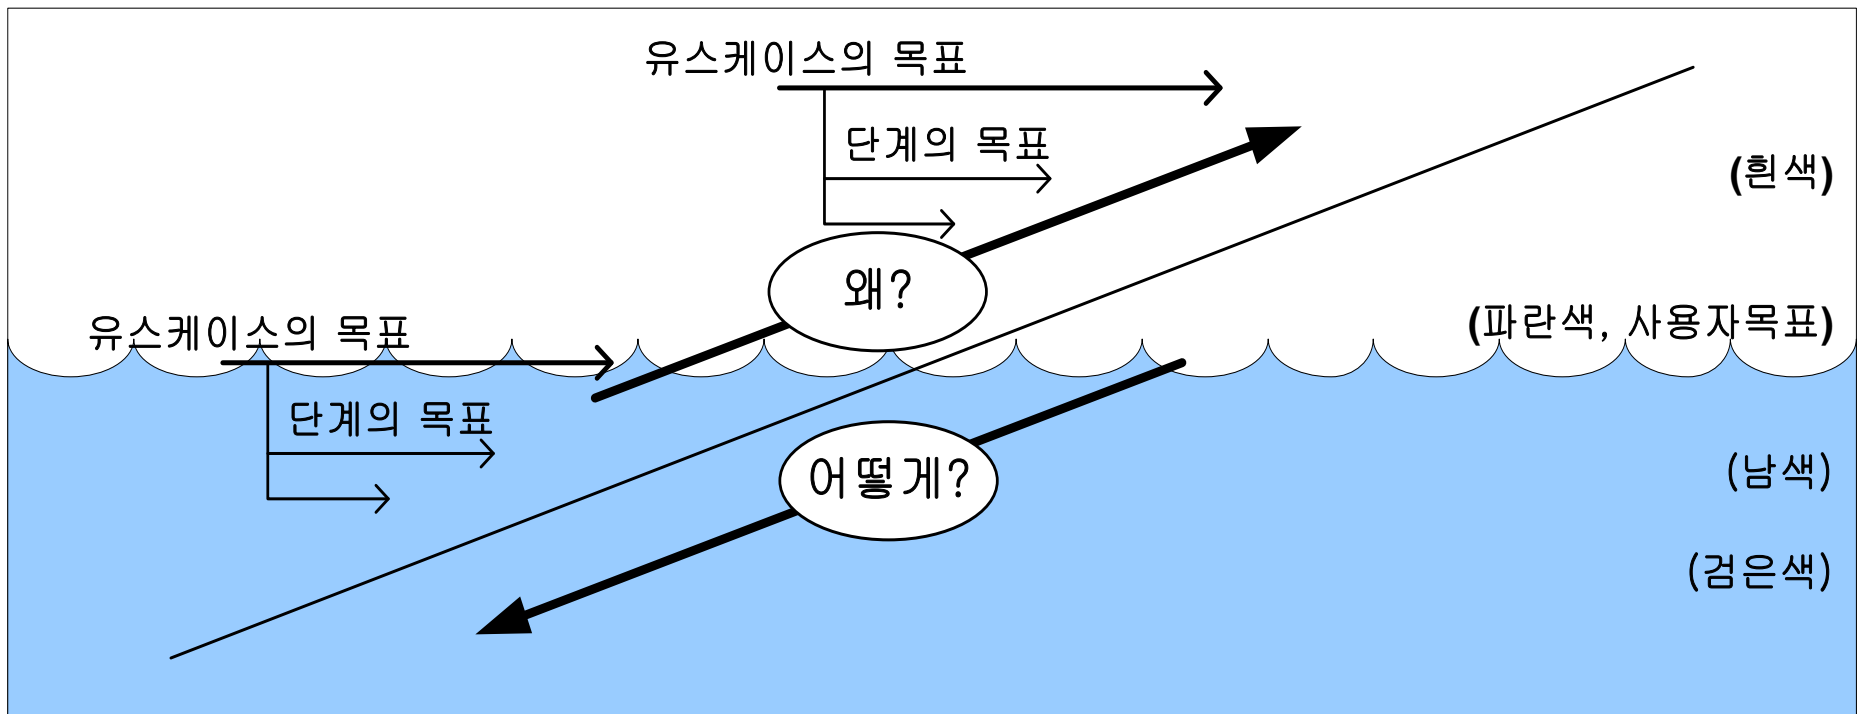 유스케이스의 목표
단계의 목표
(흰색)
왜?
유스케이스의 목표
(파란색, 사용자목표)
단계의 목표
어떻게?
(남색)
(검은색)